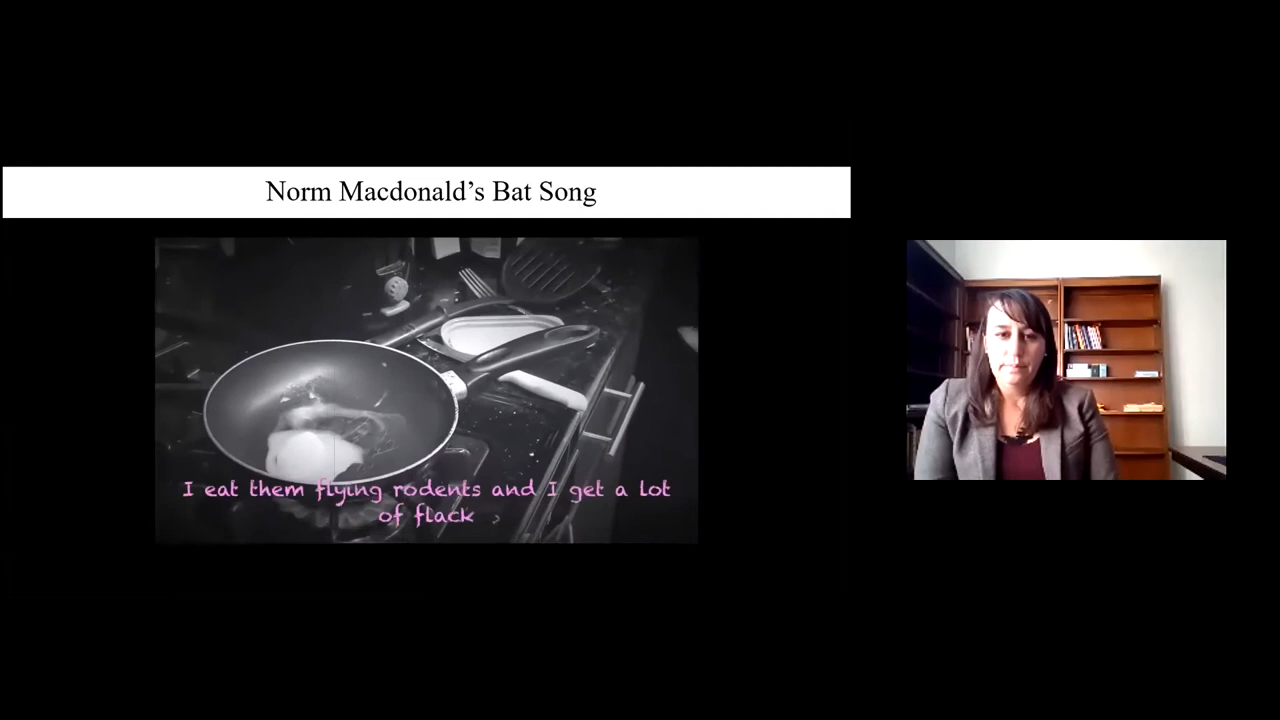 Norm Macdonald’s Bat Song
I eat them flying rodents and I get a lot
of flack